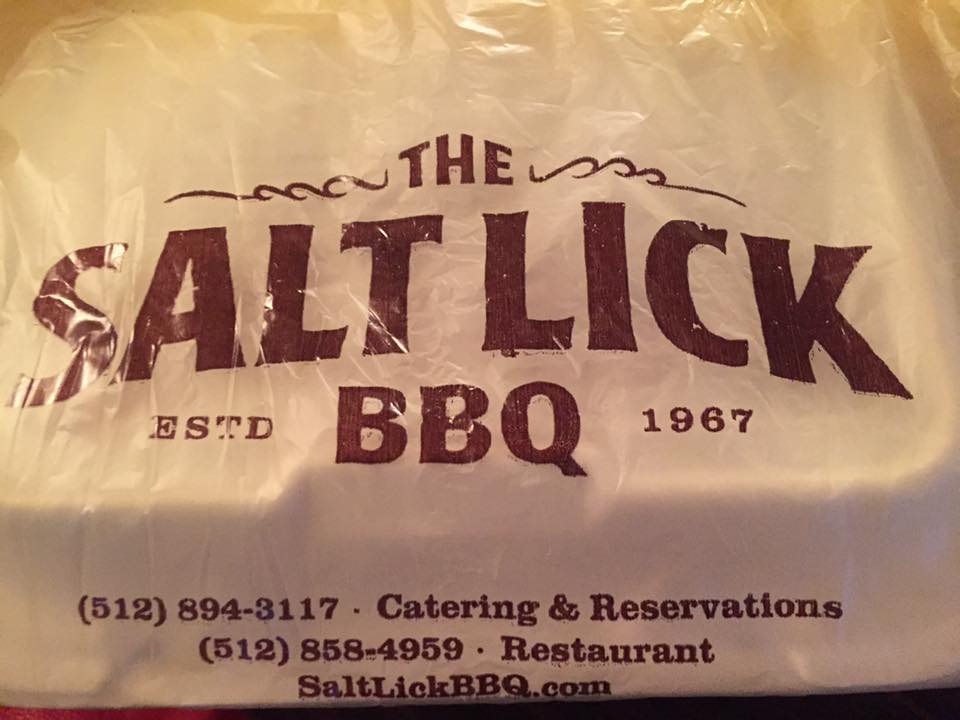 THE
SALT LICK
BBQ
ESTD 1967
(512) 894-3117 · Catering & Reservations
(512) 858-4959 · Restaurant
SaltLickBBQ.com